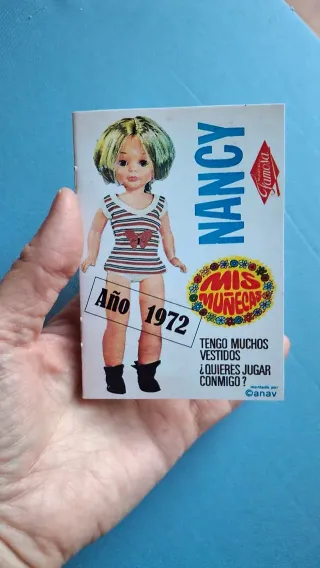 NANCY
Famosa
MIS
MUÑECAS
Año 1972
TENGO MUCHOS
VESTIDOS
¿QUIERES JUGAR
CONMIGO?
©anav